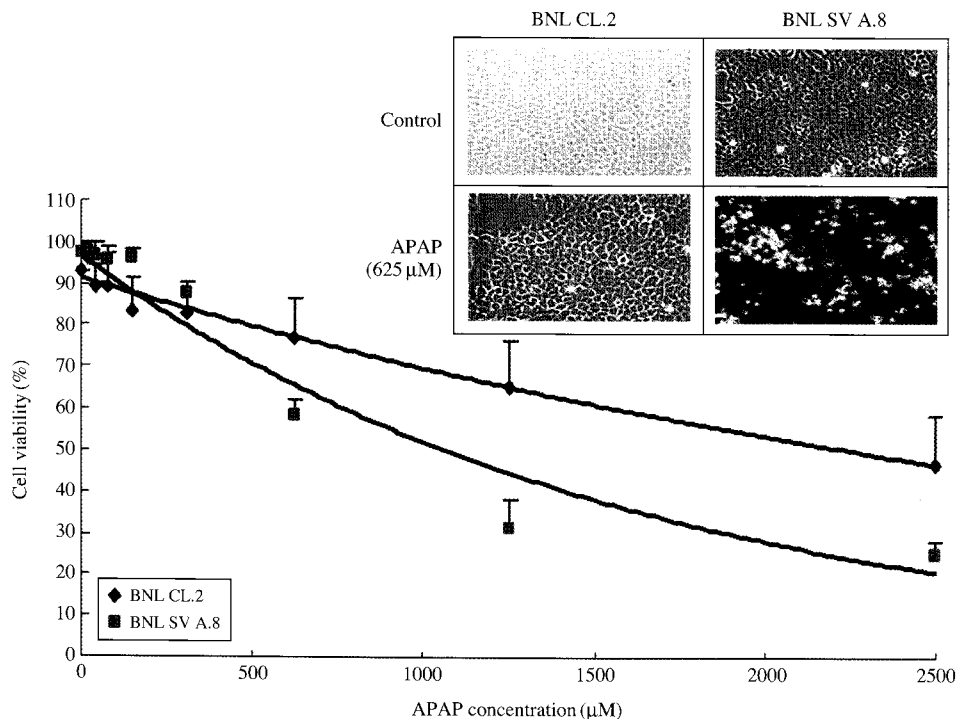 BNL CL.2 BNL SV A.8
Control
APAP
(625 µM)
110
100
90
80
70
60
50
40
30
20
10
0
Cell viability (%)
BNL CL.2
BNL SV A.8
0 500 1000 1500 2000 2500
APAP concentration (µM)